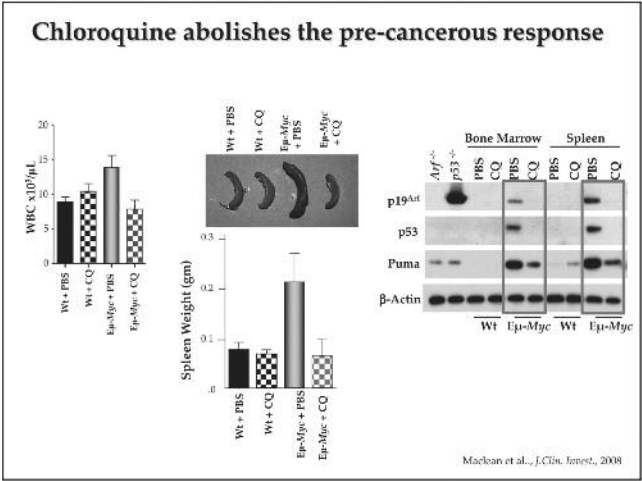 Chloroquine abolishes the pre-cancerous response
WBC x10³/µL
20
15
10
5
0
Wt + PBS
Wt + CQ
Eµ-Myc + PBS
Eµ-Myc + CQ
Wt + PBS
Wt + CQ
Eµ-Myc
+ PBS
Eµ-Myc
+ CQ
Spleen Weight (gm)
0.3
0.2
0.1
.0
Wt + PBS
Wt + CQ
Eµ-Myc + PBS
Eµ-Myc + CQ
Bone Marrow
Spleen
Arf -/-
p53 -/-
PBS
CQ
PBS
CQ
PBS
CQ
PBS
CQ
p19Arf
p53
Puma
β-Actin
Wt
Eµ-Myc
Wt
Eµ-Myc
Maclean et al.., J.Clin. Invest., 2008